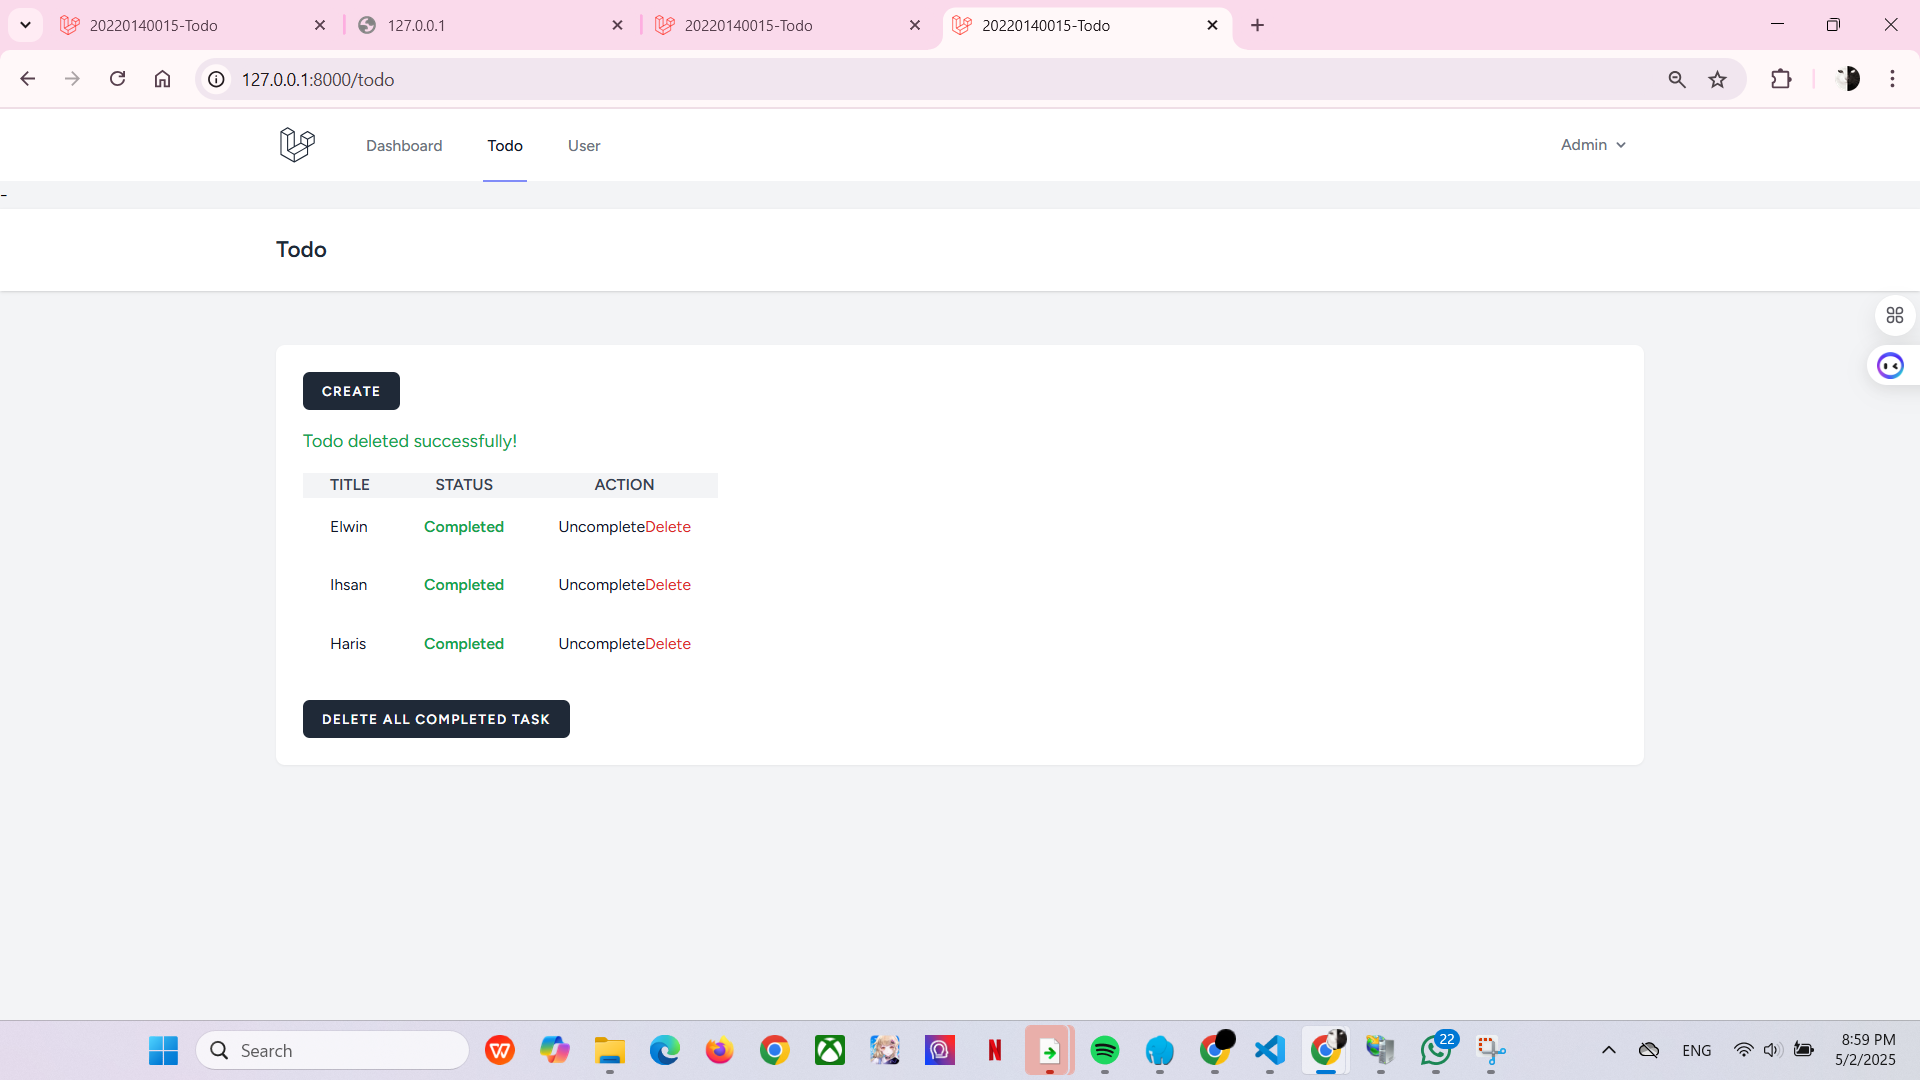 20220140015-Todo
127.0.0.1
20220140015-Todo
20220140015-Todo
127.0.0.1:8000/todo
Dashboard
Todo
User
Admin
-
Todo
CREATE
Todo deleted successfully!
TITLE STATUS ACTION
Elwin Completed UncompleteDelete
Ihsan Completed UncompleteDelete
Haris Completed UncompleteDelete
DELETE ALL COMPLETED TASK
Search
W
N
22
ENG
8:59 PM
5/2/2025